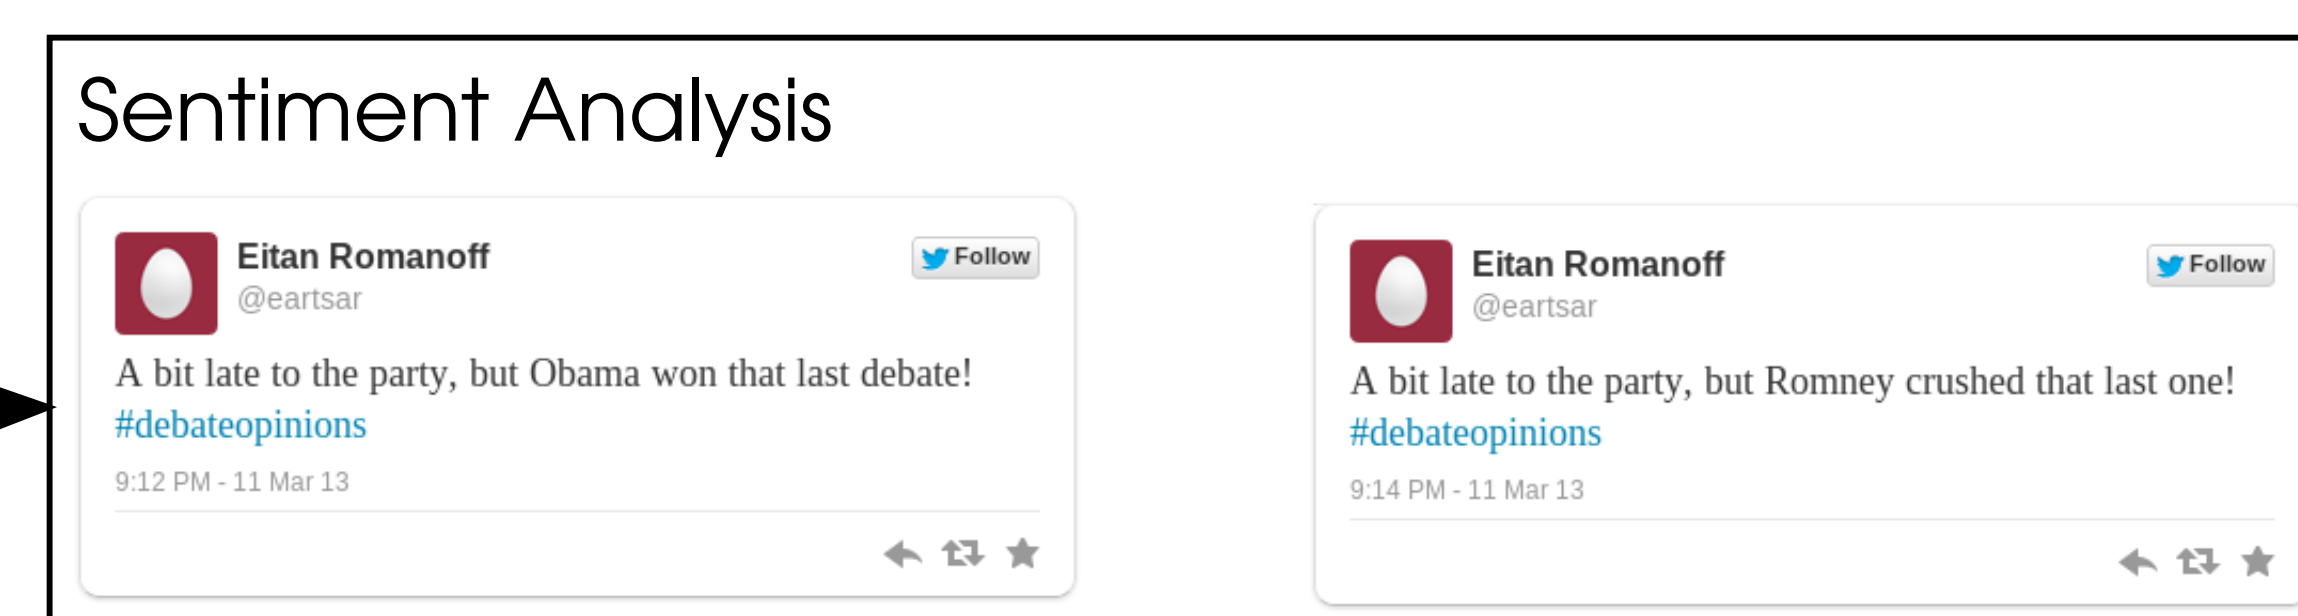 Sentiment Analysis
Eitan Romanoff
@eartsar
Follow
A bit late to the party, but Obama won that last debate!
#debateopinions
9:12 PM - 11 Mar 13
Eitan Romanoff
@eartsar
Follow
A bit late to the party, but Romney crushed that last one!
#debateopinions
9:14 PM - 11 Mar 13